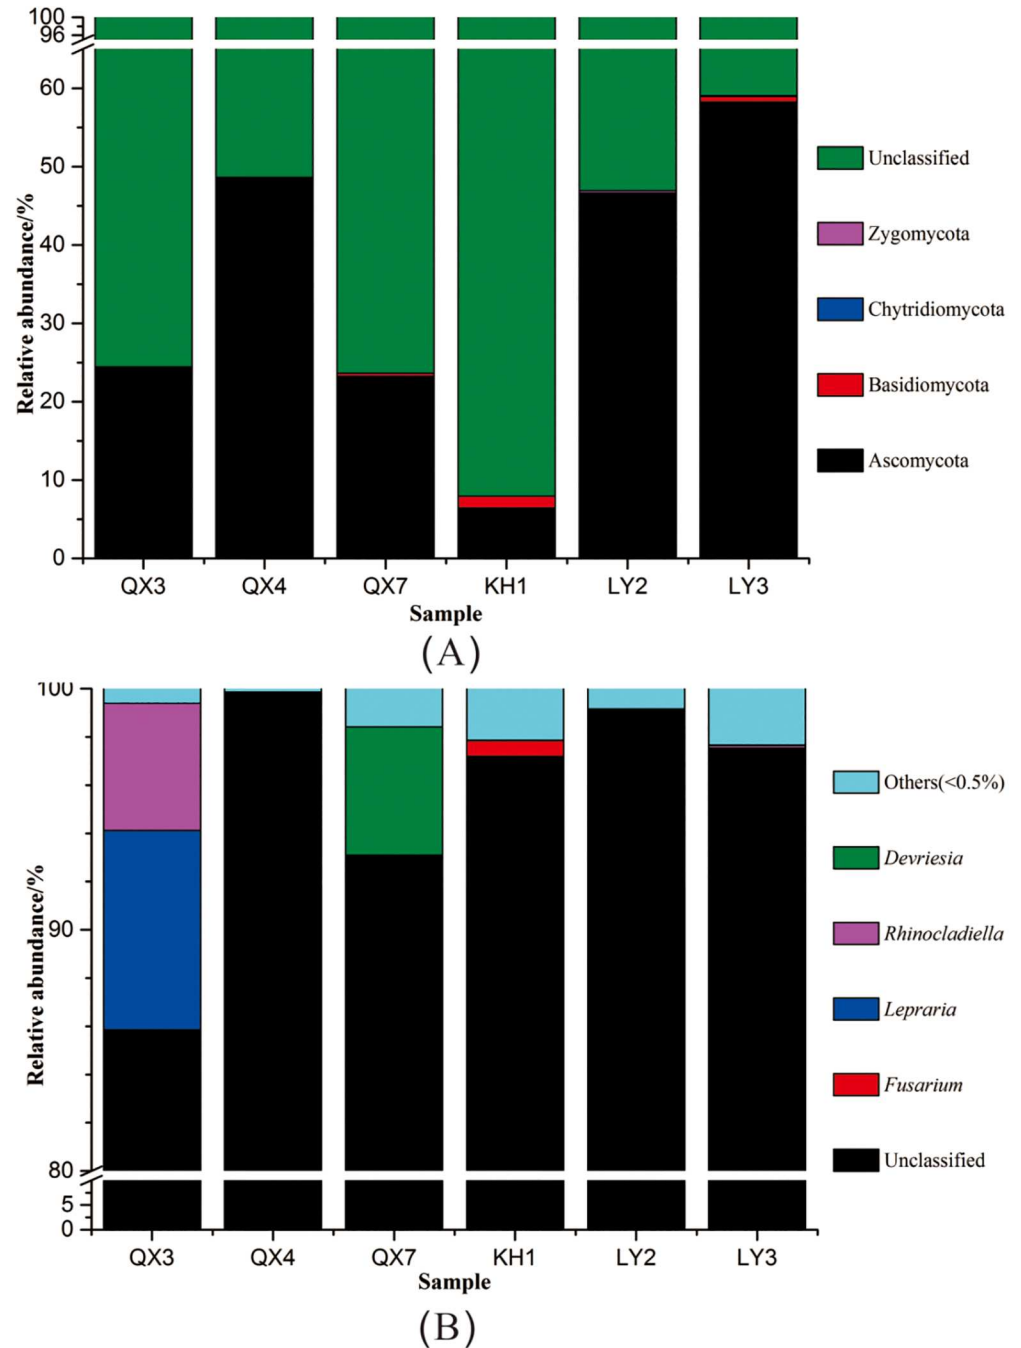 100
96
60
50
40
30
20
10
0
Relative abundance/%
QX3 QX4 QX7 KH1 LY2 LY3
Sample
Unclassified
Zygomycota
Chytridiomycota
Basidiomycota
Ascomycota
(A)
100
90
80
5
0
Relative abundance/%
QX3 QX4 QX7 KH1 LY2 LY3
Sample
Others(<0.5%)
Devriesia
Rhinocladiella
Lepraria
Fusarium
Unclassified
(B)